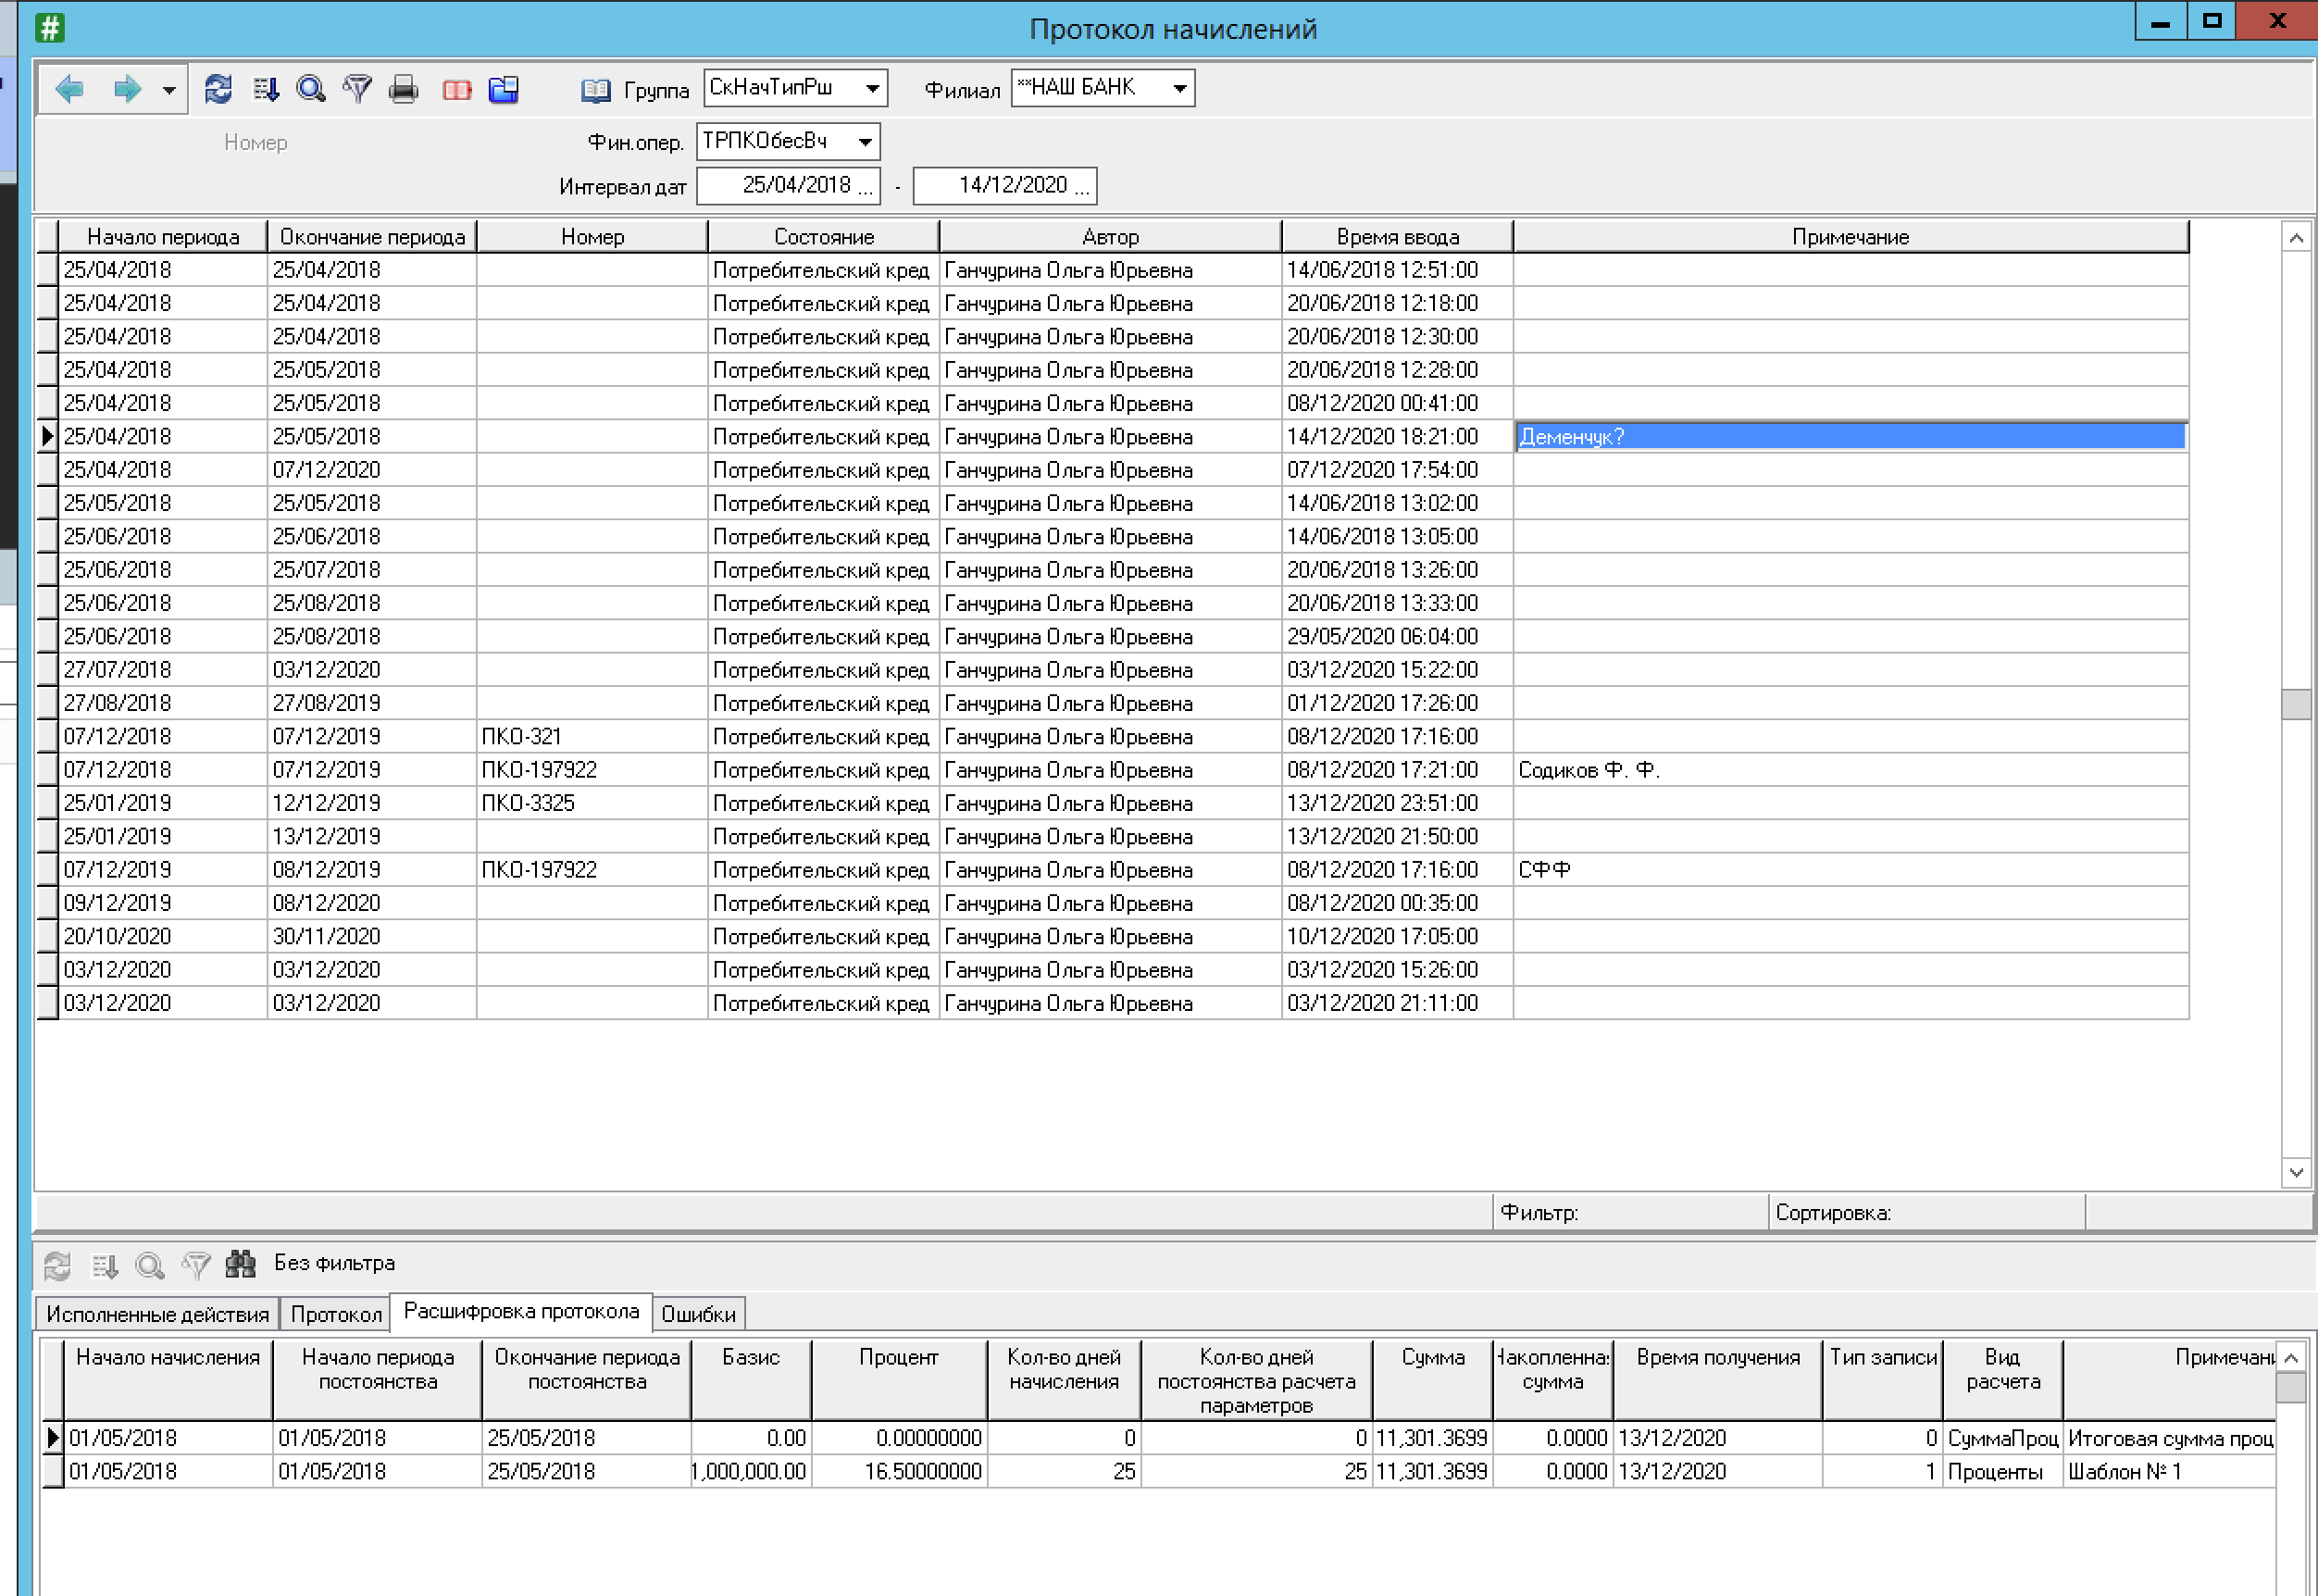 Протокол начислений
Группа СкНачТипРш Филиал **НАШ БАНК
Номер Фин.опер. ТРПКОбесВч
Интервал дат 25/04/2018 ... - 14/12/2020 ...
Начало периода Окончание периода Номер Состояние Автор Время ввода Примечание
25/04/2018 25/04/2018 Потребительский кред Ганчурина Ольга Юрьевна 14/06/2018 12:51:00
25/04/2018 25/04/2018 Потребительский кред Ганчурина Ольга Юрьевна 20/06/2018 12:18:00
25/04/2018 25/04/2018 Потребительский кред Ганчурина Ольга Юрьевна 20/06/2018 12:30:00
25/04/2018 25/05/2018 Потребительский кред Ганчурина Ольга Юрьевна 20/06/2018 12:28:00
25/04/2018 25/05/2018 Потребительский кред Ганчурина Ольга Юрьевна 08/12/2020 00:41:00
25/04/2018 25/05/2018 Потребительский кред Ганчурина Ольга Юрьевна 14/12/2020 18:21:00 Деменчук?
25/04/2018 07/12/2020 Потребительский кред Ганчурина Ольга Юрьевна 07/12/2020 17:54:00
25/05/2018 25/05/2018 Потребительский кред Ганчурина Ольга Юрьевна 14/06/2018 13:02:00
25/06/2018 25/06/2018 Потребительский кред Ганчурина Ольга Юрьевна 14/06/2018 13:05:00
25/06/2018 25/07/2018 Потребительский кред Ганчурина Ольга Юрьевна 20/06/2018 13:26:00
25/06/2018 25/08/2018 Потребительский кред Ганчурина Ольга Юрьевна 20/06/2018 13:33:00
25/06/2018 25/08/2018 Потребительский кред Ганчурина Ольга Юрьевна 29/05/2020 06:04:00
27/07/2018 03/12/2020 Потребительский кред Ганчурина Ольга Юрьевна 03/12/2020 15:22:00
27/08/2018 27/08/2019 Потребительский кред Ганчурина Ольга Юрьевна 01/12/2020 17:26:00
07/12/2018 07/12/2019 ПКО-321 Потребительский кред Ганчурина Ольга Юрьевна 08/12/2020 17:16:00
07/12/2018 07/12/2019 ПКО-197922 Потребительский кред Ганчурина Ольга Юрьевна 08/12/2020 17:21:00 Содиков Ф. Ф.
25/01/2019 12/12/2019 ПКО-3325 Потребительский кред Ганчурина Ольга Юрьевна 13/12/2020 23:51:00
25/01/2019 13/12/2019 Потребительский кред Ганчурина Ольга Юрьевна 13/12/2020 21:50:00
07/12/2019 08/12/2019 ПКО-197922 Потребительский кред Ганчурина Ольга Юрьевна 08/12/2020 17:16:00 СФФ
09/12/2019 08/12/2020 Потребительский кред Ганчурина Ольга Юрьевна 08/12/2020 00:35:00
20/10/2020 30/11/2020 Потребительский кред Ганчурина Ольга Юрьевна 10/12/2020 17:05:00
03/12/2020 03/12/2020 Потребительский кред Ганчурина Ольга Юрьевна 03/12/2020 15:26:00
03/12/2020 03/12/2020 Потребительский кред Ганчурина Ольга Юрьевна 03/12/2020 21:11:00
Фильтр: Сортировка:
Без фильтра
Исполненные действия Протокол Расшифровка протокола Ошибки
Начало начисления Начало периода Окончание периода Базис Процент Кол-во дней Кол-во дней Сумма Накопленна: Время получения Тип записи Вид Примечани
постоянства постоянства начисления постоянства расчета сумма расчета
параметров
01/05/2018 01/05/2018 25/05/2018 0.00 0.00000000 0 0 11,301.3699 0.0000 13/12/2020 0 СуммаПроц Итоговая сумма проц
01/05/2018 01/05/2018 25/05/2018 1,000,000.00 16.50000000 25 25 11,301.3699 0.0000 13/12/2020 1 Проценты Шаблон № 1